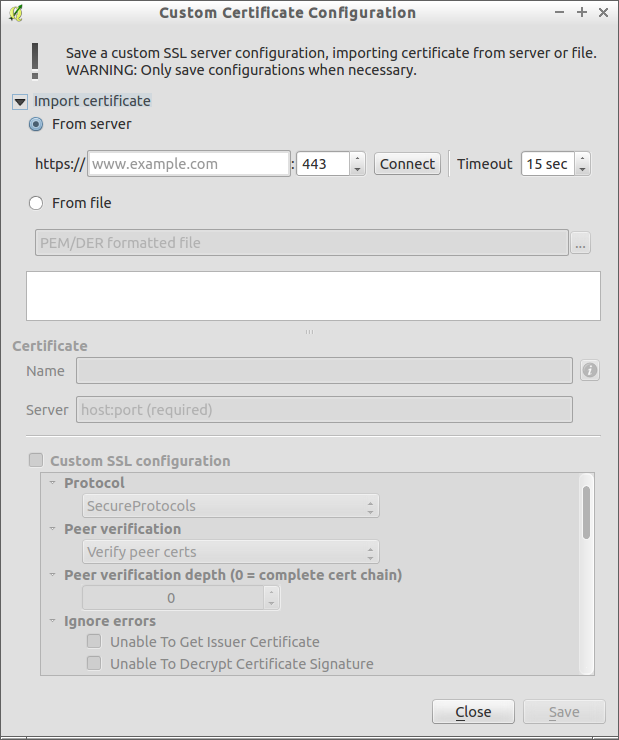 Custom Certificate Configuration
Save a custom SSL server configuration, importing certificate from server or file.
WARNING: Only save configurations when necessary.
Import certificate
From server
https:// www.example.com : 443 Connect Timeout 15 sec
From file
PEM/DER formatted file ...
Certificate
Name
Server host:port (required)
Custom SSL configuration
Protocol
SecureProtocols
Peer verification
Verify peer certs
Peer verification depth (0 = complete cert chain)
0
Ignore errors
Unable To Get Issuer Certificate
Unable To Decrypt Certificate Signature
Close Save